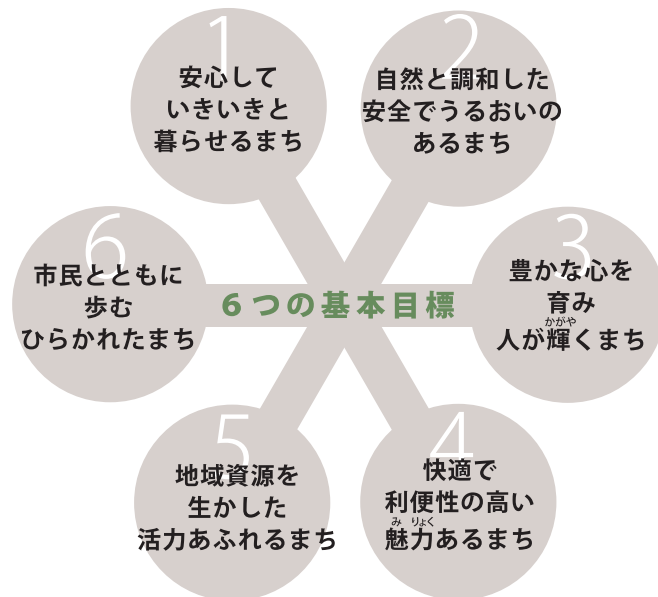 1
安心して
いきいきと
暮らせるまち
2
自然と調和した
安全でうるおいの
あるまち
3
豊かな心を
育み
かがや
人が輝くまち
4
快適で
利便性の高い
み りょく
魅力あるまち
5
地域資源を
生かした
活力あふれるまち
6
市民とともに
歩む
ひらかれたまち
6つの基本目標